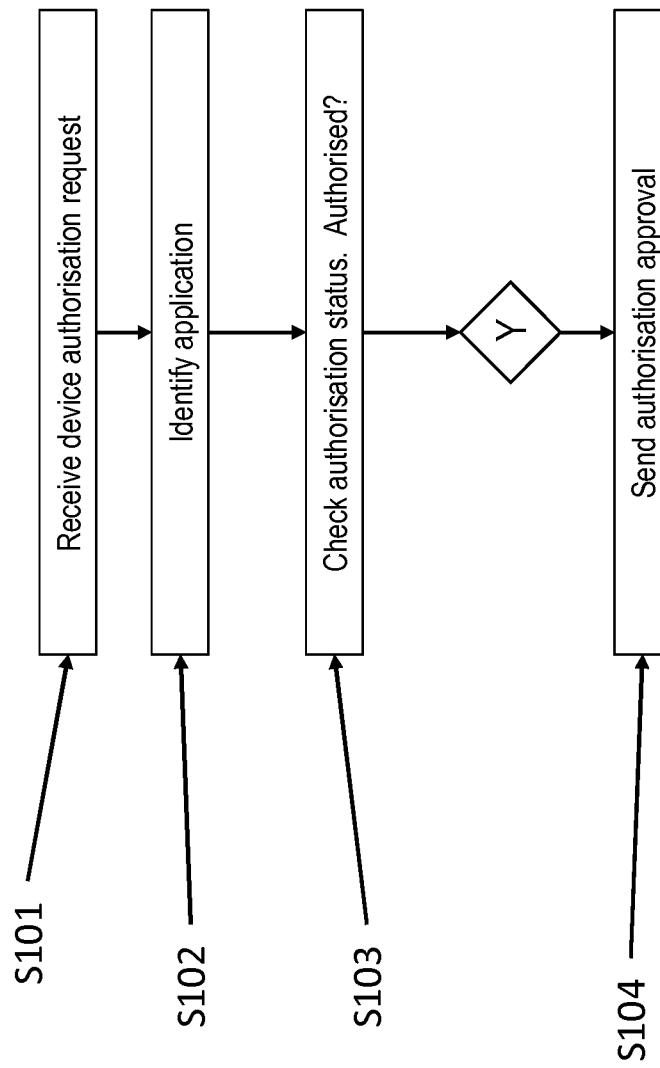 S101
Receive device authorisation request
S102
Identify application
S103
Check authorisation status.  Authorised?
Y
S104
Send authorisation approval